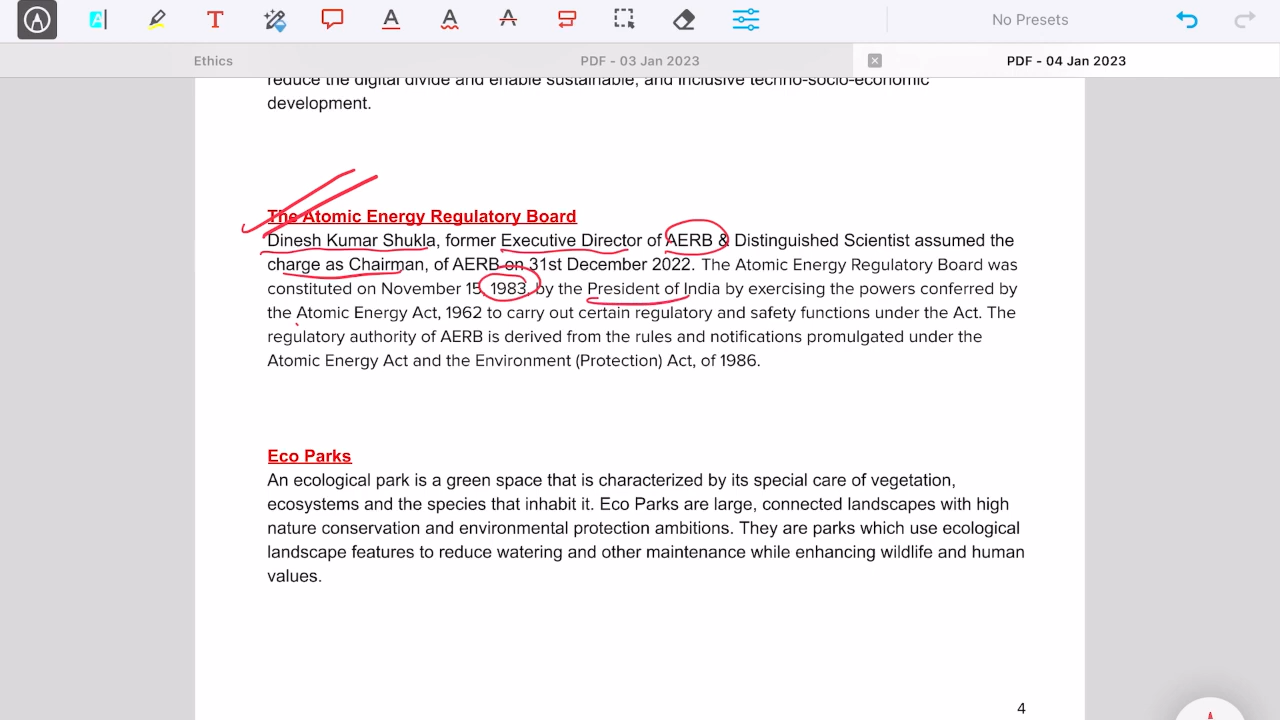 No Presets
Ethics
PDF - 03 Jan 2023
PDF - 04 Jan 2023
reduce the digital divide and enable sustainable, and inclusive techno-socio-economic
development.
The Atomic Energy Regulatory Board
Dinesh Kumar Shukla, former Executive Director of AERB & Distinguished Scientist assumed the
charge as Chairman, of AERB on 31st December 2022. The Atomic Energy Regulatory Board was
constituted on November 15, 1983, by the President of India by exercising the powers conferred by
the Atomic Energy Act, 1962 to carry out certain regulatory and safety functions under the Act. The
regulatory authority of AERB is derived from the rules and notifications promulgated under the
Atomic Energy Act and the Environment (Protection) Act, of 1986.
Eco Parks
An ecological park is a green space that is characterized by its special care of vegetation,
ecosystems and the species that inhabit it. Eco Parks are large, connected landscapes with high
nature conservation and environmental protection ambitions. They are parks which use ecological
landscape features to reduce watering and other maintenance while enhancing wildlife and human
values.
4